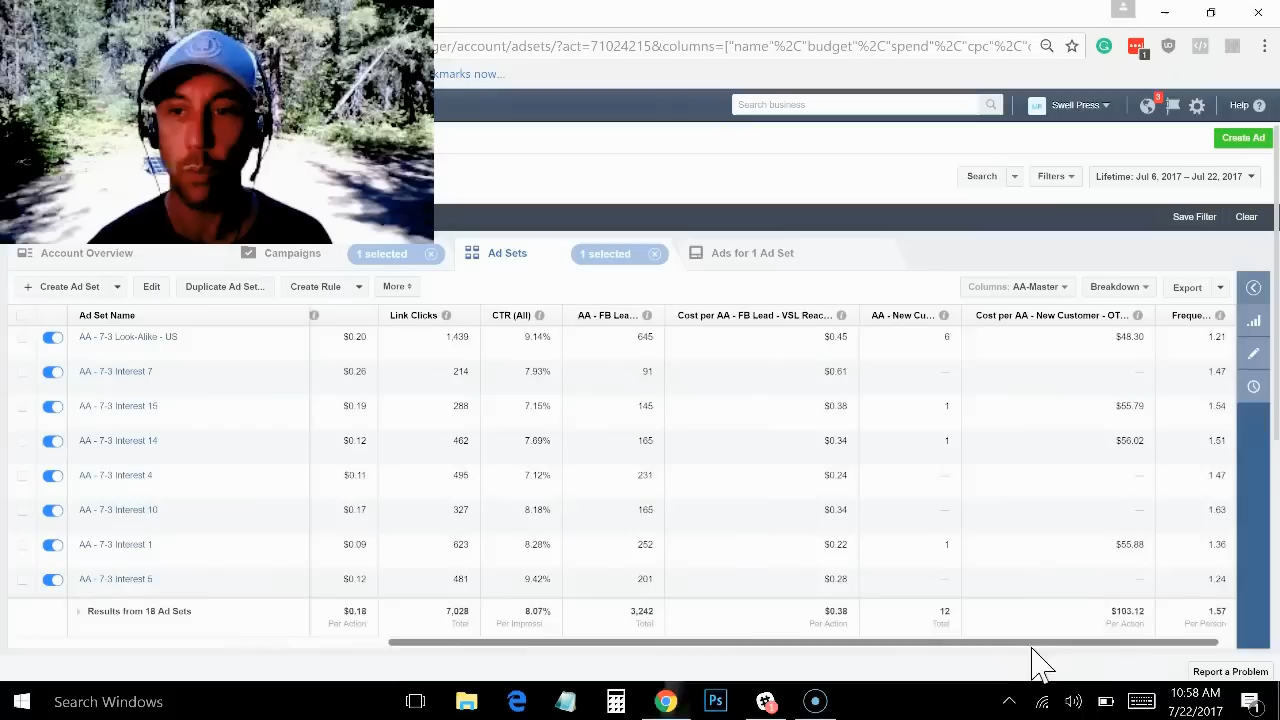 ger/account/adsets/?act=71024215&columns=["name"%2C"budget"%2C"spend"%2C"cpc"%2C"c
1
kmarks now...
Search business
Swell Press
3
Help
Create Ad
Search
Filters
Lifetime: Jul 6, 2017 – Jul 22, 2017
Save Filter
Clear
Account Overview
Campaigns
1 selected
Ad Sets
1 selected
Ads for 1 Ad Set
+ Create Ad Set
Edit
Duplicate Ad Set...
Create Rule
More
Columns: AA-Master
Breakdown
Export
Ad Set Name Link Clicks CTR (All) AA - FB Lea... Cost per AA - FB Lead - VSL Reac... AA - New Cu... Cost per AA - New Customer - OT... Freque...
AA - 7-3 Look-Alike - US $0.20 1,439 9.14% 645 $0.45 6 $48.30 1.21
AA - 7-3 Interest 7 $0.26 214 7.93% 91 $0.61 — — 1.47
AA - 7-3 Interest 15 $0.19 288 7.15% 145 $0.38 1 $55.79 1.54
AA - 7-3 Interest 14 $0.12 462 7.69% 165 $0.34 1 $56.02 1.51
AA - 7-3 Interest 4 $0.11 495 7.12% 231 $0.24 — — 1.47
AA - 7-3 Interest 10 $0.17 327 8.18% 165 $0.34 — — 1.63
AA - 7-3 Interest 1 $0.09 623 8.28% 252 $0.22 1 $55.88 1.36
AA - 7-3 Interest 5 $0.12 481 9.42% 201 $0.28 — — 1.24
Results from 18 Ad Sets $0.18 7,028 8.07% 3,242 $0.38 12 $103.12 1.57
Per Action Total Per Impressi Total Per Action Total Per Action Per Person
Report a Problem
Search Windows
Ps
1
10:58 AM
7/22/2017